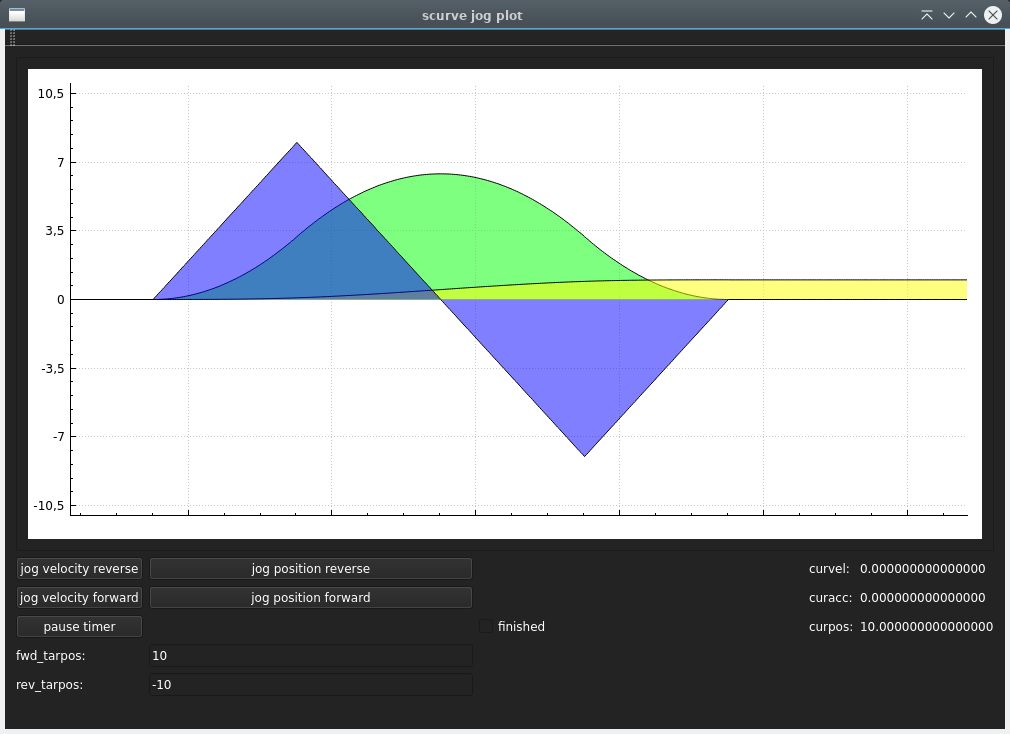 scurve jog plot
10,5
7
3,5
0
-3,5
-7
-10,5
jog velocity reverse jog position reverse curvel: 0.000000000000000
jog velocity forward jog position forward curacc: 0.000000000000000
pause timer finished curpos: 10.000000000000000
fwd_tarpos: 10
rev_tarpos: -10